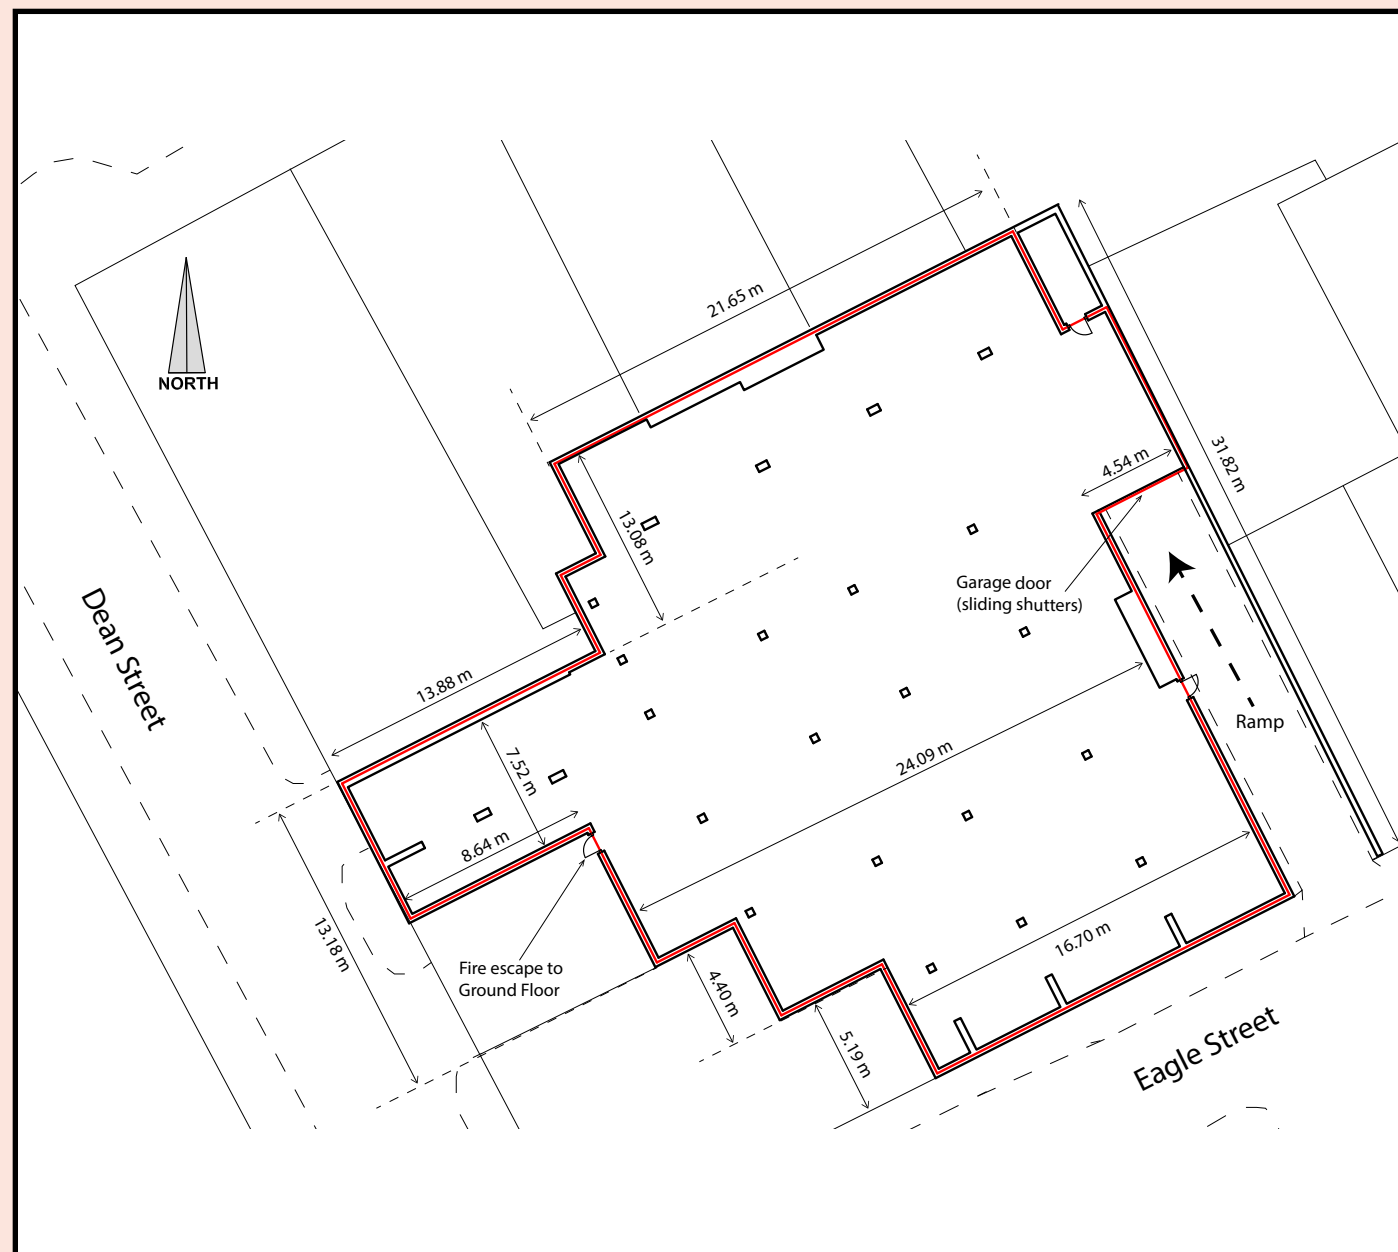 21.65 m
NORTH
31.82 m
4.54 m
13.08 m
Garage door
(sliding shutters)
Dean Street
13.88 m
Ramp
7.52 m
24.09 m
8.64 m
13.18 m
16.70 m
Fire escape to
Ground Floor
4.40 m
5.19 m
Eagle Street